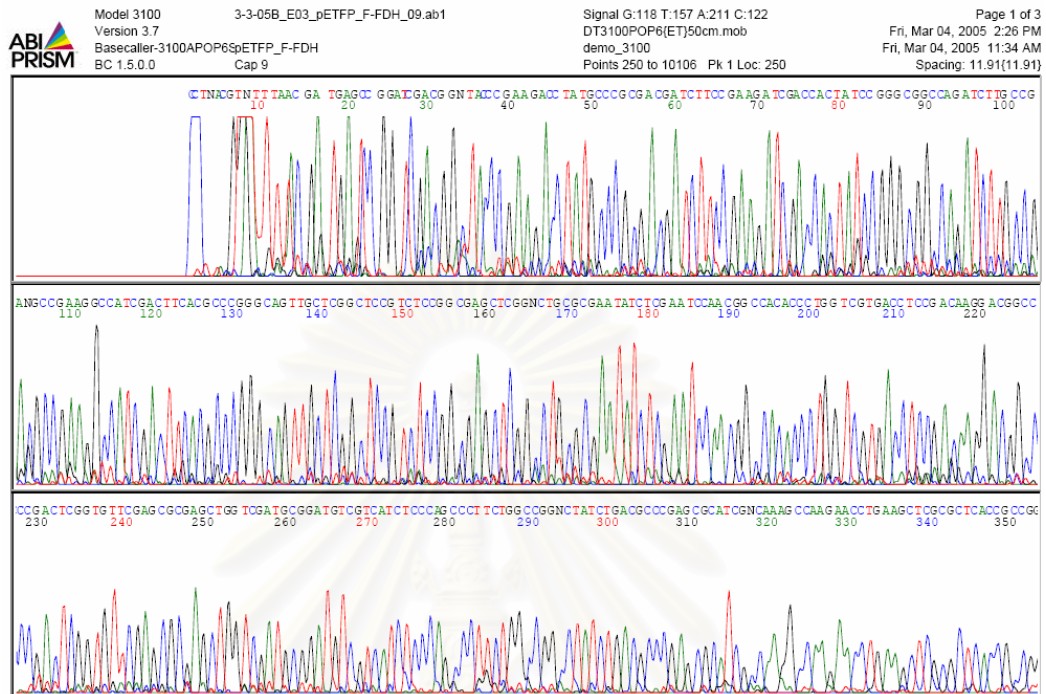 ABI PRISM
Model 3100
Version 3.7
Basecaller-3100APOP6SpETFP_F-FDH
BC 1.5.0.0 Cap 9
3-3-05B_E03_pETFP_F-FDH_09.ab1
Signal G:118 T:157 A:211 C:122
DT3100POP6{ET}50cm.mob
demo_3100
Points 250 to 10106 Pk 1 Loc: 250
Page 1 of 3
Fri, Mar 04, 2005 2:26 PM
Fri, Mar 04, 2005 11:34 AM
Spacing: 11.91{11.91}
CCTNACGTNTTTAAC GA TGAGCC GGATCGACGGNTACCCGAAGACCTATGCCCGCGACGATCTTCCGAAGATCGACCACTATCCGGGCGGCCAGATCTTGCCG
10 20 30 40 50 60 70 80 90 100
ANGCCGAAGGCCATCGACTTCACGCCCGGGCAGTTGCTCGGCTCCGTCTCCGGCGAGCTCGGNCTGCGCGAATATCTCGAATCCAACGGCCACACCCTGGTCGTGACCTCCGACAAGGACGGCC
110 120 130 140 150 160 170 180 190 200 210 220
CCGACTCGGTGTTCGAGCGCGAGCTGGTCGATGCGGATGTCGTCATCTCCCAGCCCTTCTGGCCGGNCTATCTGACGCCCGAGCGCATCGNCAAAGCCAAGAACCTGAAGCTCGCGCTCACCGCCGG
230 240 250 260 270 280 290 300 310 320 330 340 350